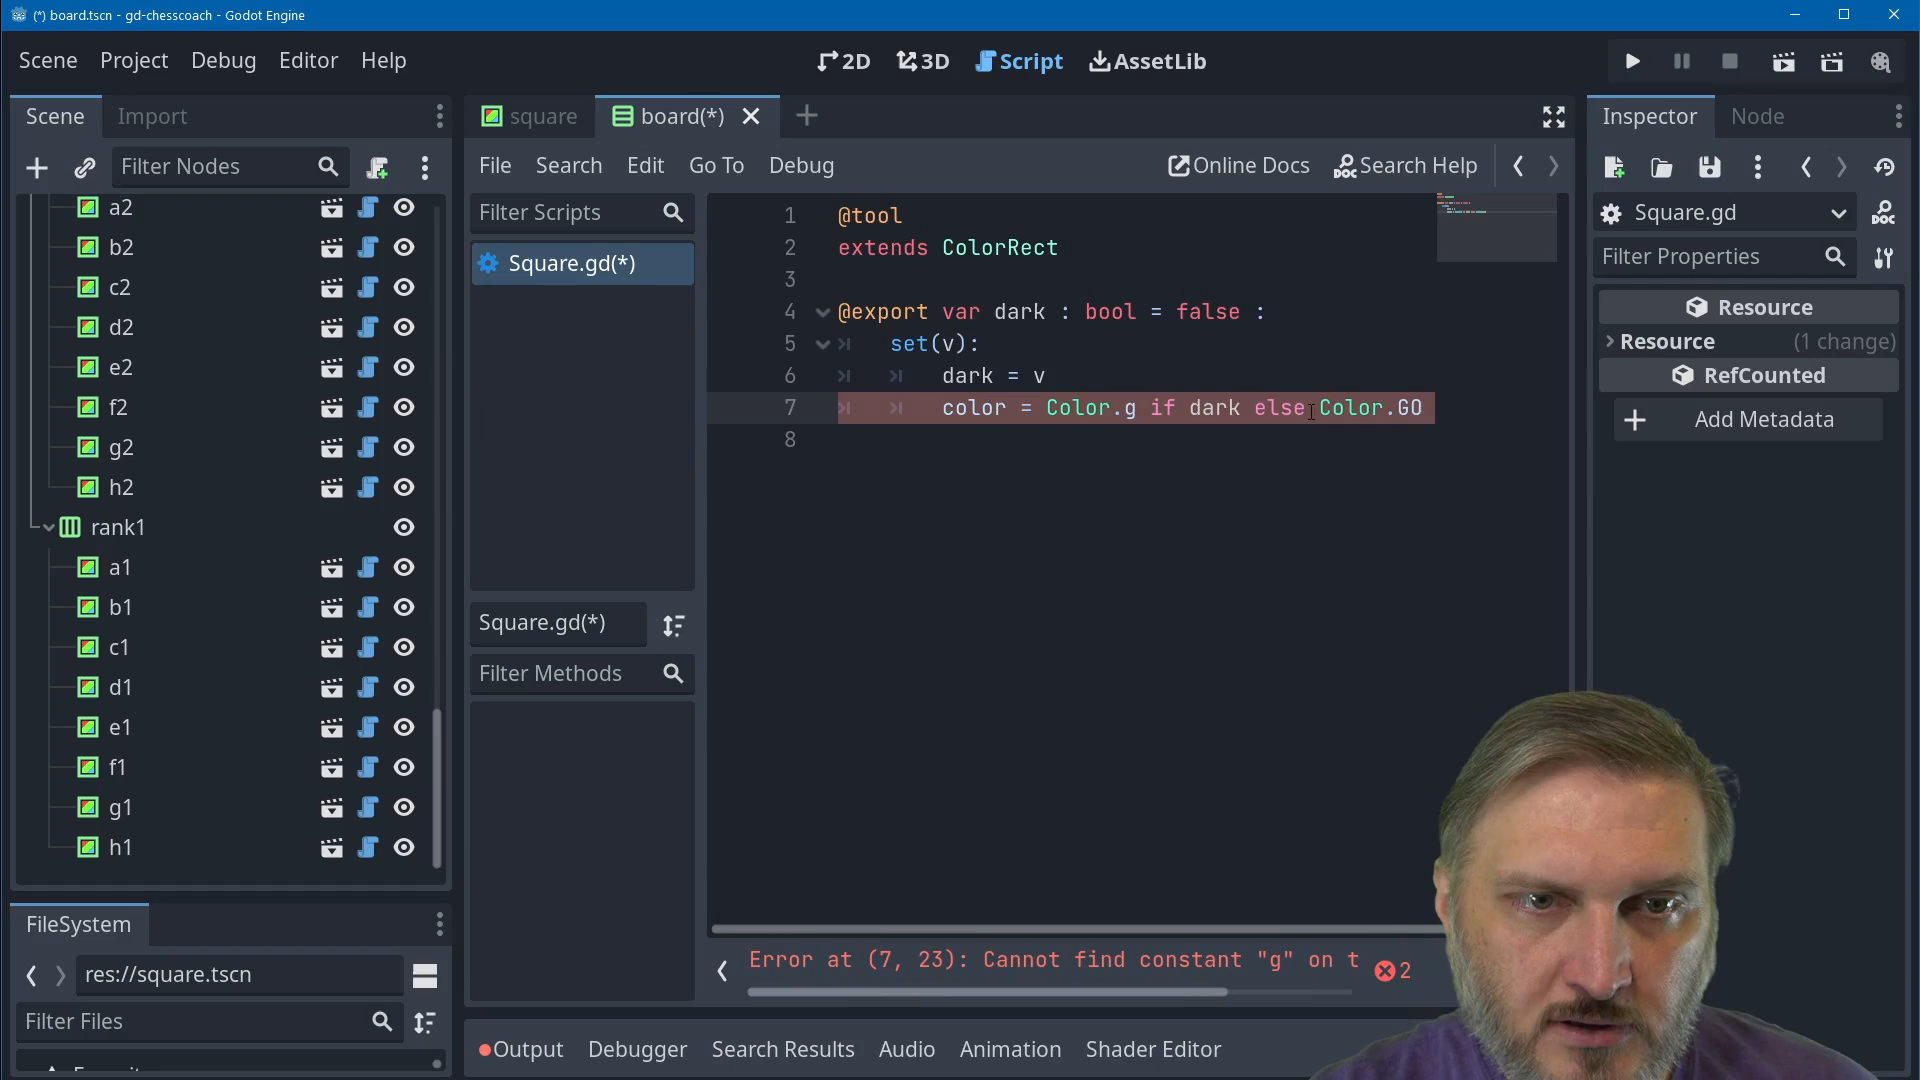 (*) board.tscn - gd-chesscoach - Godot Engine
Scene Project Debug Editor Help
2D 3D Script AssetLib
Scene Import
square board(*)
Inspector Node
Filter Nodes
File Search Edit Go To Debug
Online Docs Search Help
Filter Scripts
Square.gd(*)
Square.gd(*)
Filter Methods
a2
b2
c2
d2
e2
f2
g2
h2
rank1
a1
b1
c1
d1
e1
f1
g1
h1
1 @tool
2 extends ColorRect
3
4 @export var dark : bool = false :
5 set(v):
6 dark = v
7 color = Color.g if dark else Color.GO
8
Square.gd
Filter Properties
Resource
Resource (1 change)
RefCounted
Add Metadata
FileSystem
res://square.tscn
Filter Files
Error at (7, 23): Cannot find constant "g" on t
2
Output Debugger Search Results Audio Animation Shader Editor